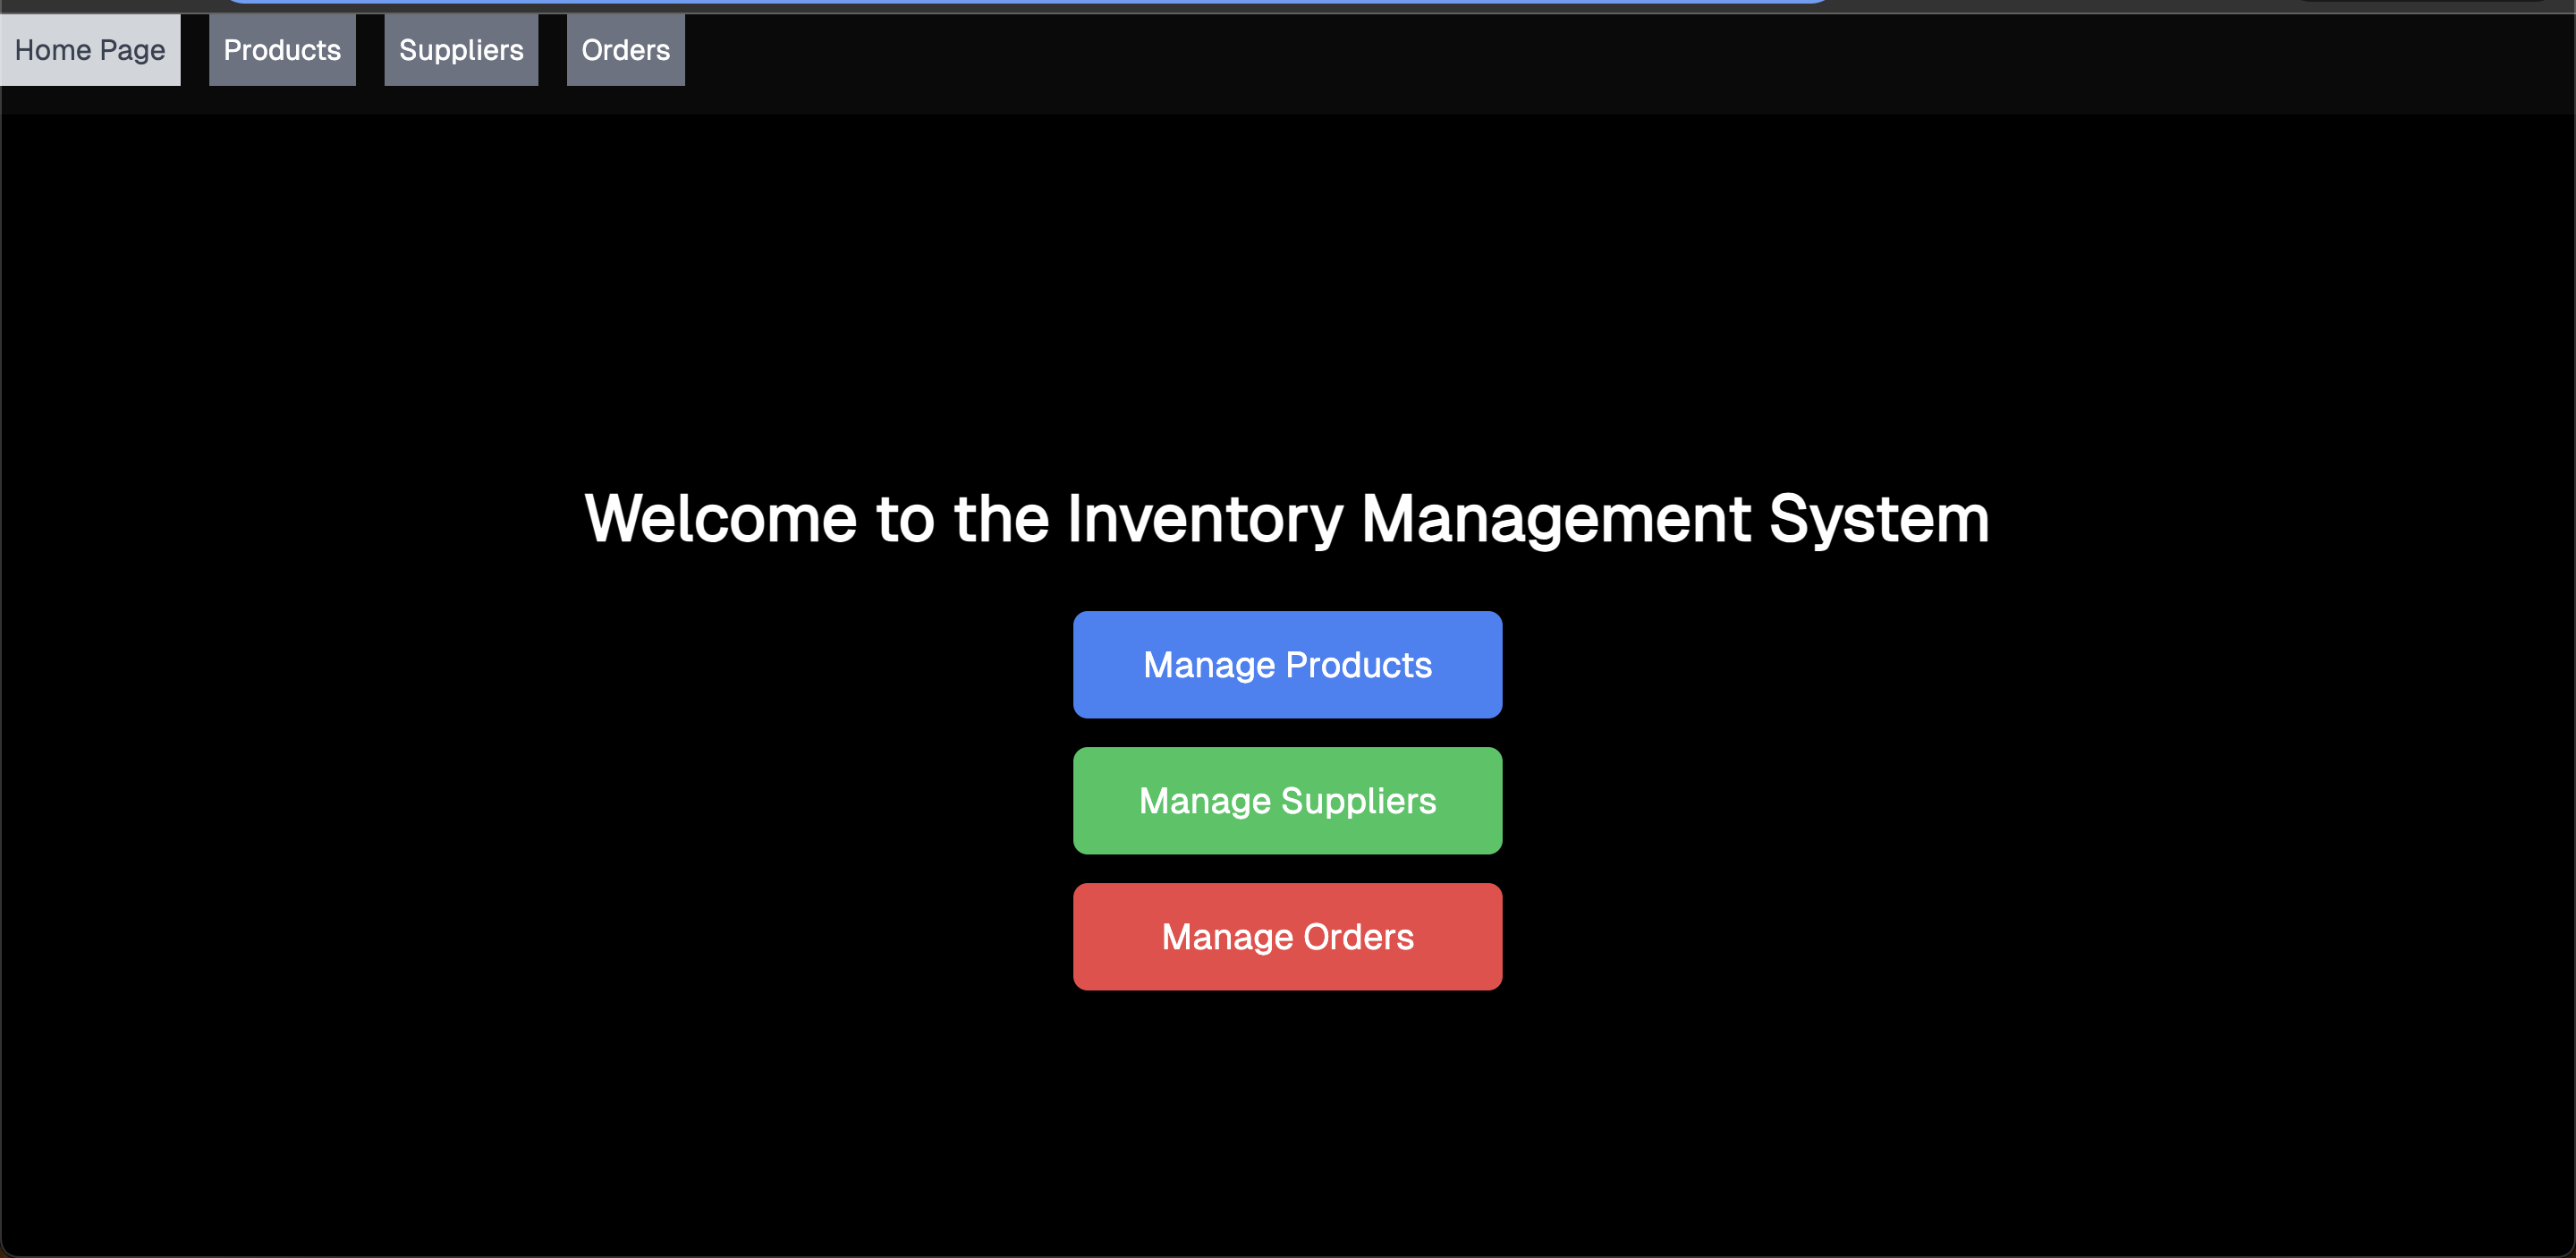 Home Page Products Suppliers Orders
Welcome to the Inventory Management System
Manage Products
Manage Suppliers
Manage Orders